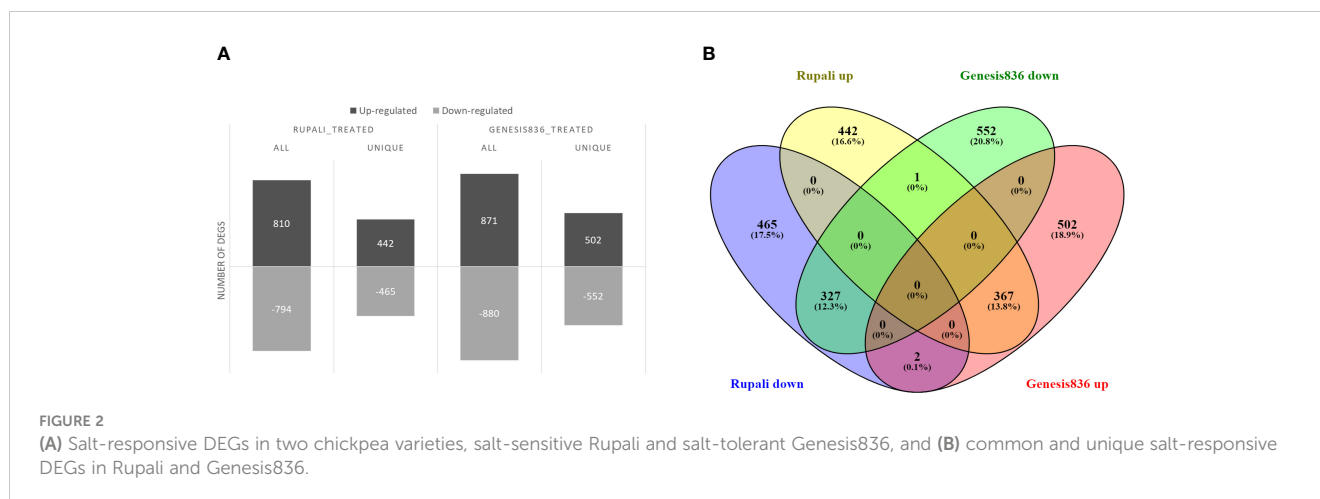 A
B
■ Up-regulated ■ Down-regulated
RUPALI_TREATED GENESIS836_TREATED
ALL UNIQUE ALL UNIQUE
NUMBER OF DEGS
810 442 871 502
-794 -465 -880 -552
Rupali up Genesis836 down
442
(16.6%)
552
(20.8%)
0
(0%)
1
(0%)
0
(0%)
465
(17.5%)
502
(18.9%)
0
(0%)
0
(0%)
0
(0%)
327
(12.3%)
367
(13.8%)
0
(0%)
0
(0%)
2
(0.1%)
Rupali down Genesis836 up
FIGURE 2
(A) Salt-responsive DEGs in two chickpea varieties, salt-sensitive Rupali and salt-tolerant Genesis836, and (B) common and unique salt-responsive
DEGs in Rupali and Genesis836.